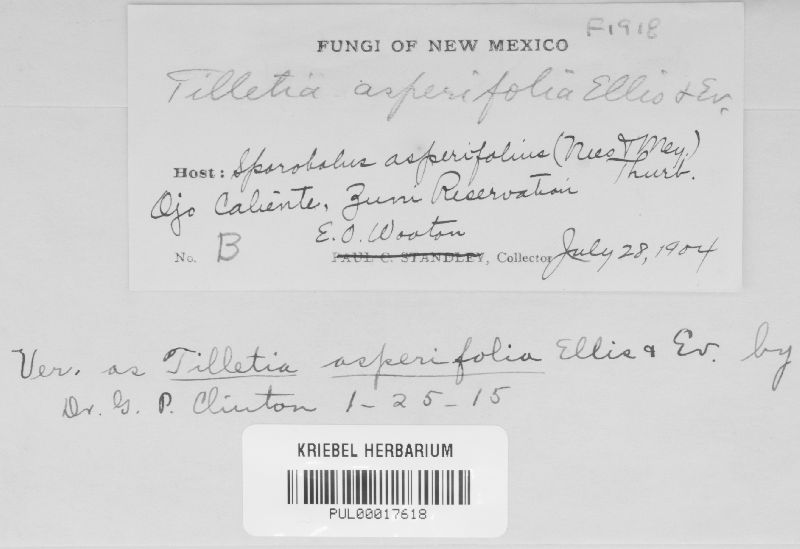 F1918
FUNGI OF NEW MEXICO
Tilletia asperifolia Ellis & Ev.
Host: Sporobolus asperifolius (Nees & Mey.)
Thurb.
Ojo Caliente, Zuni Reservation
E. O. Wooton
No. B PAUL C. STANDLEY, Collector July 28, 1904
Ver. as Tilletia asperifolia Ellis & Ev. by
Dr. G. P. Clinton 1-25-15
KRIEBEL HERBARIUM
PUL00017618